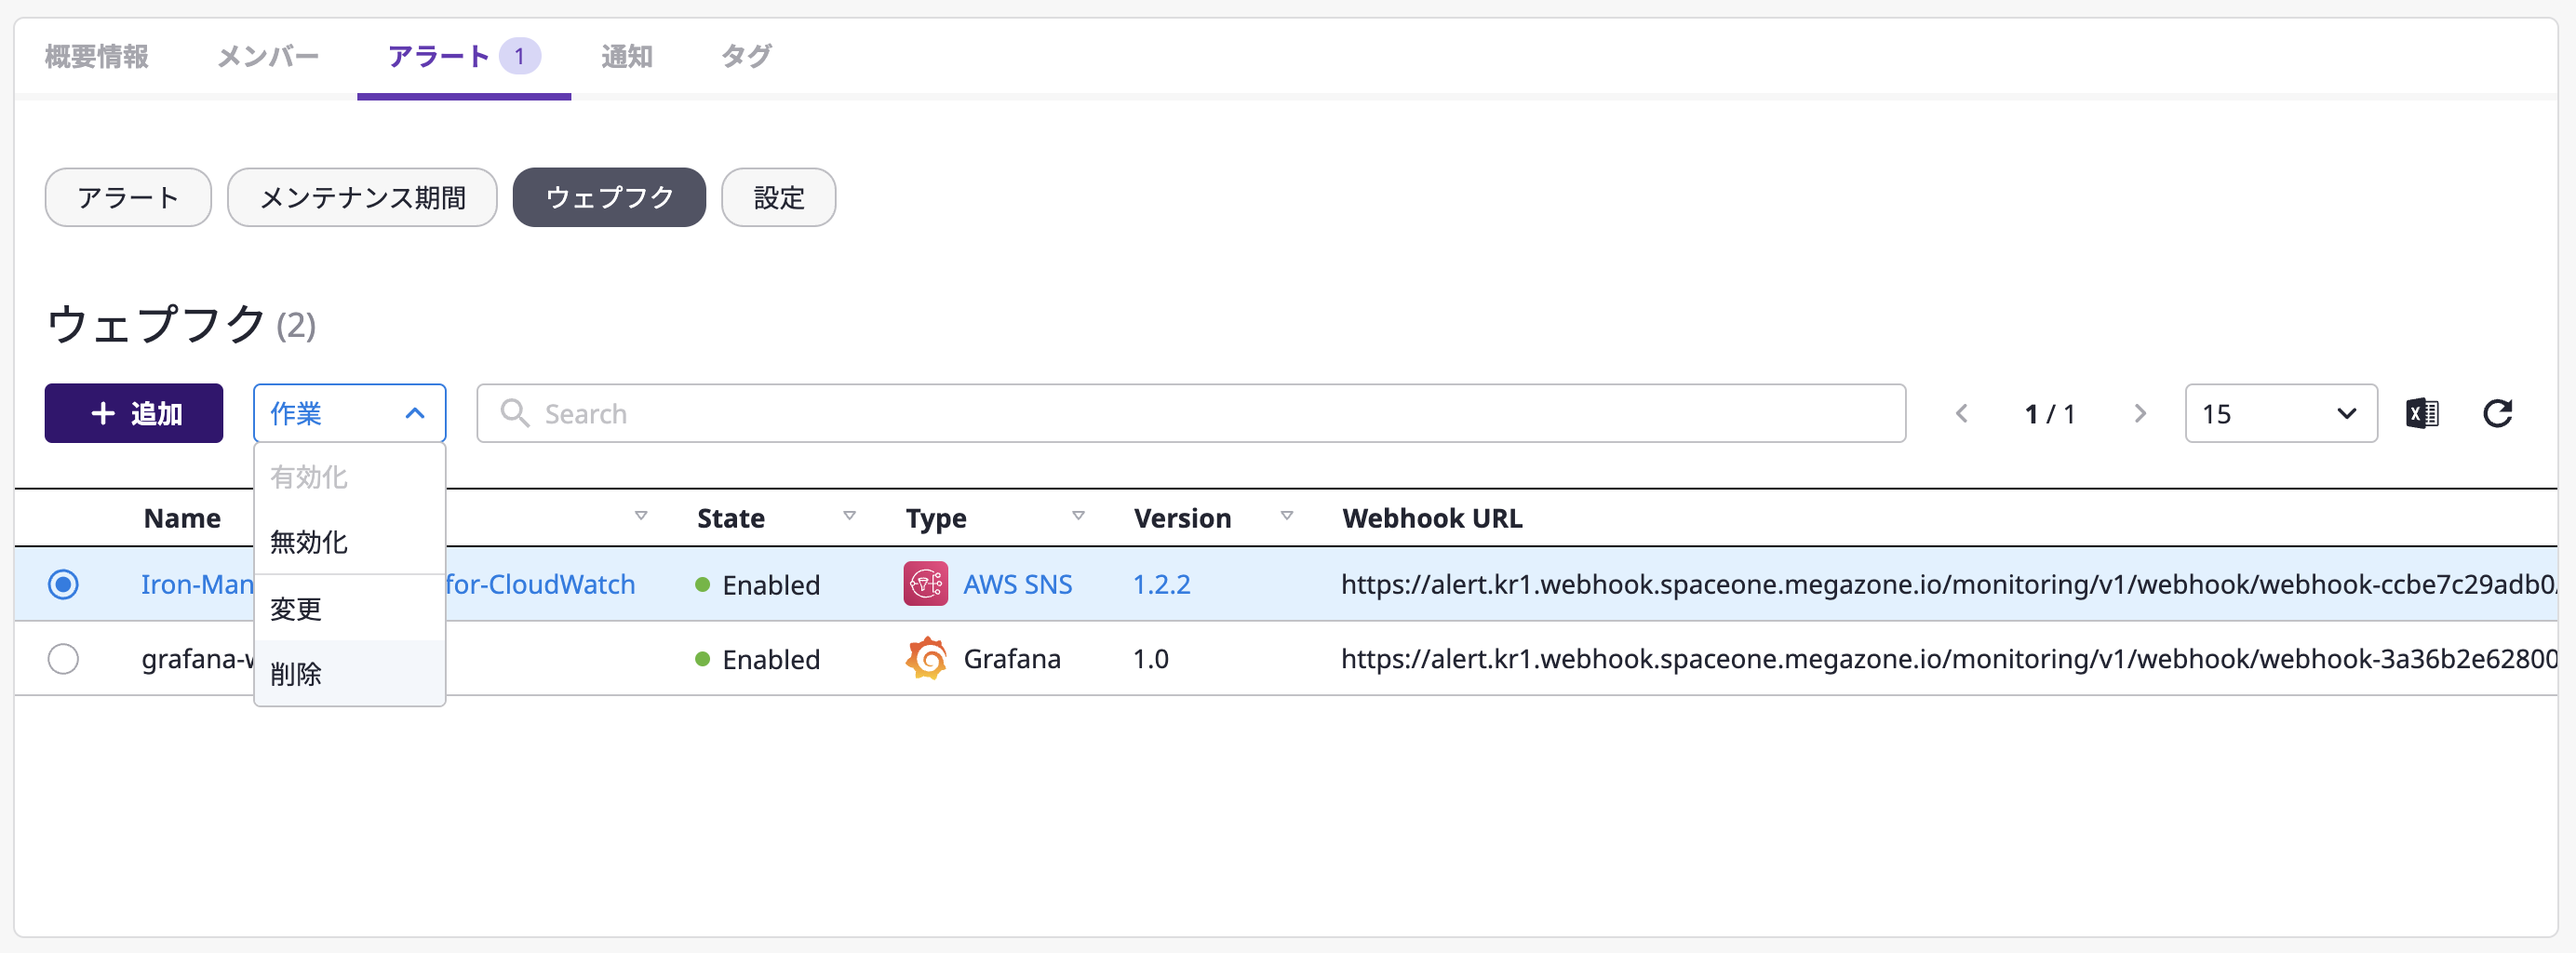 概要情報 メンバー アラート 1 通知 タグ
アラート メンテナンス期間 ウェプフク 設定
ウェプフク (2)
+ 追加 作業 Search 1 / 1 15
有効化
無効化
変更
削除
Name State Type Version Webhook URL
Iron-Man for-CloudWatch Enabled AWS SNS 1.2.2 https://alert.kr1.webhook.spaceone.megazone.io/monitoring/v1/webhook/webhook-ccbe7c29adb0
grafana- Enabled Grafana 1.0 https://alert.kr1.webhook.spaceone.megazone.io/monitoring/v1/webhook/webhook-3a36b2e62800